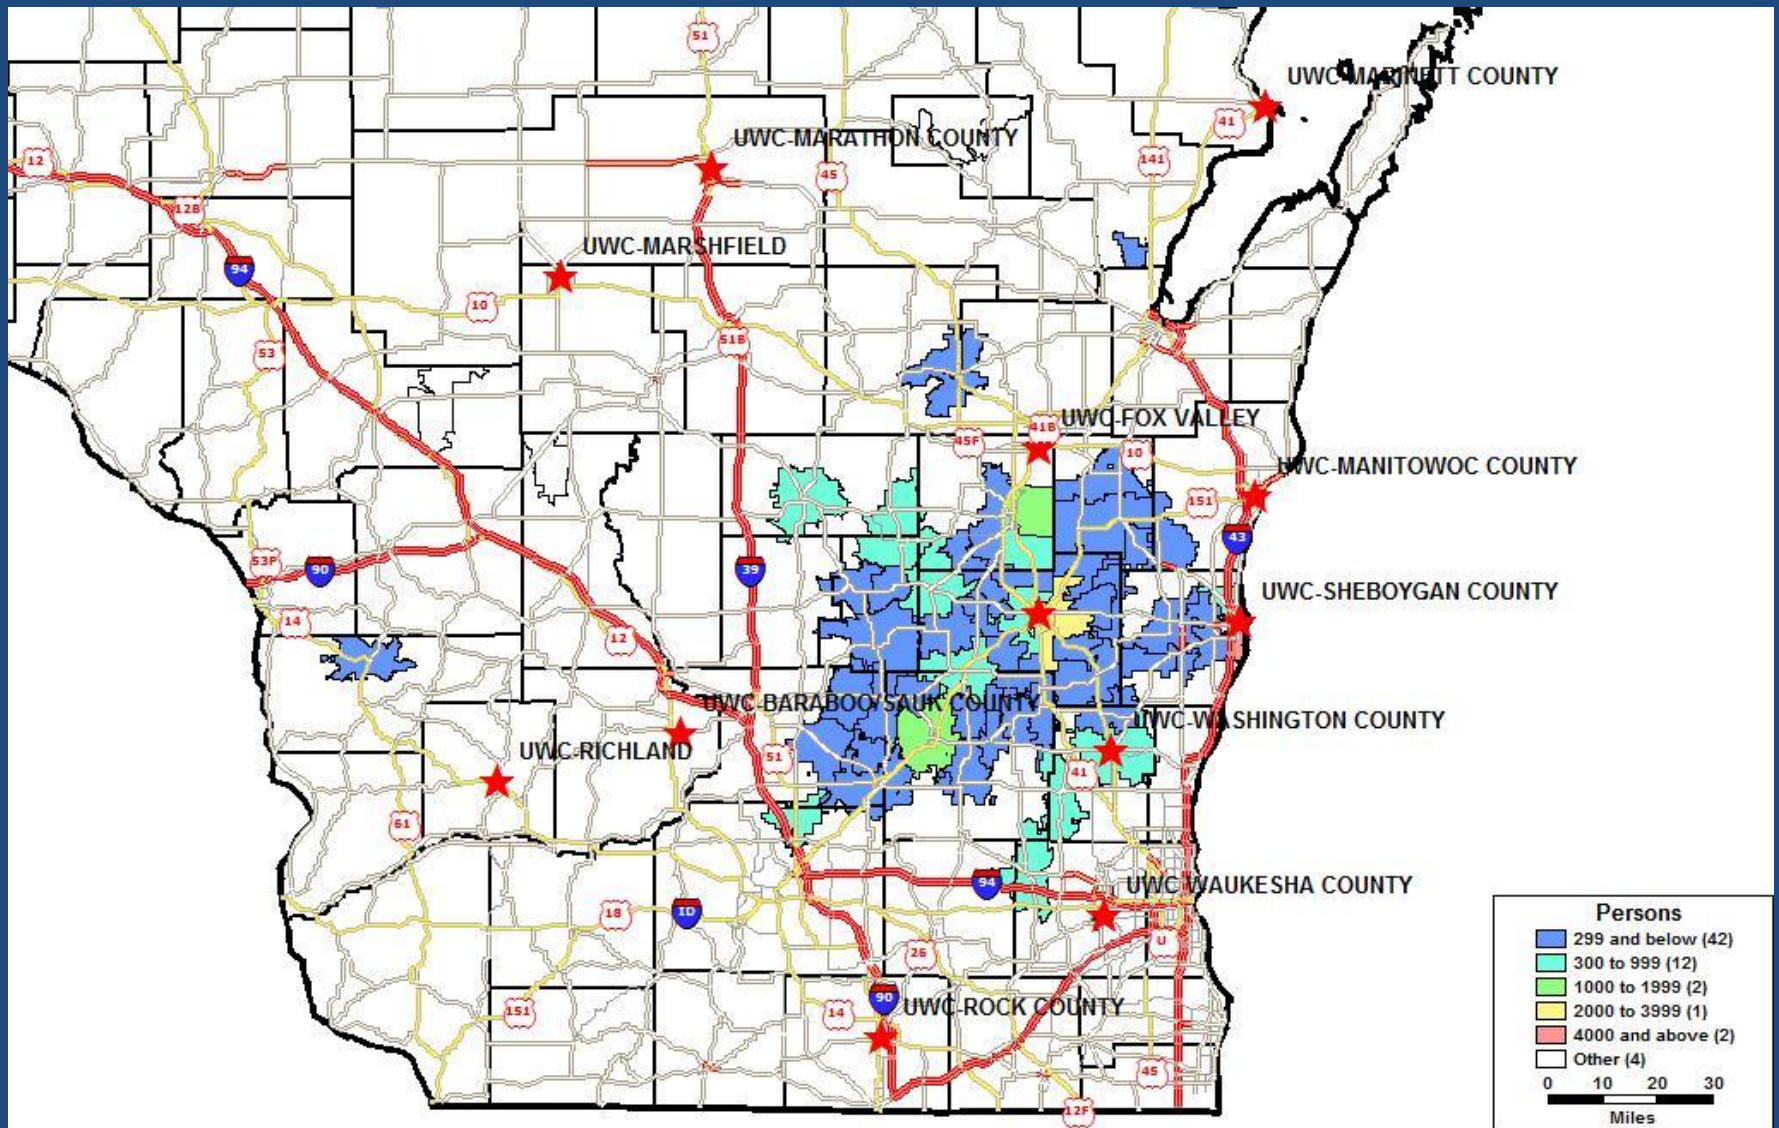 51
UWC-MARINETT COUNTY
41
UWC-MARATHON COUNTY
12
141
45
12B
UWC-MARSHFIELD
94
10
53
51B
UWC-FOX VALLEY
41B
45F
10
UWC-MANITOWOC COUNTY
151
43
53P
90
39
UWC-SHEBOYGAN COUNTY
14
12
UWC-BARABOO/SAUK COUNTY
UWC-WASHINGTON COUNTY
UWC-RICHLAND
51
41
61
94
UWC-WAUKESHA COUNTY
18
ID
U
26
90
UWC-ROCK COUNTY
151
14
45
12F
Persons
299 and below (42)
300 to 999 (12)
1000 to 1999 (2)
2000 to 3999 (1)
4000 and above (2)
Other (4)
0 10 20 30
Miles